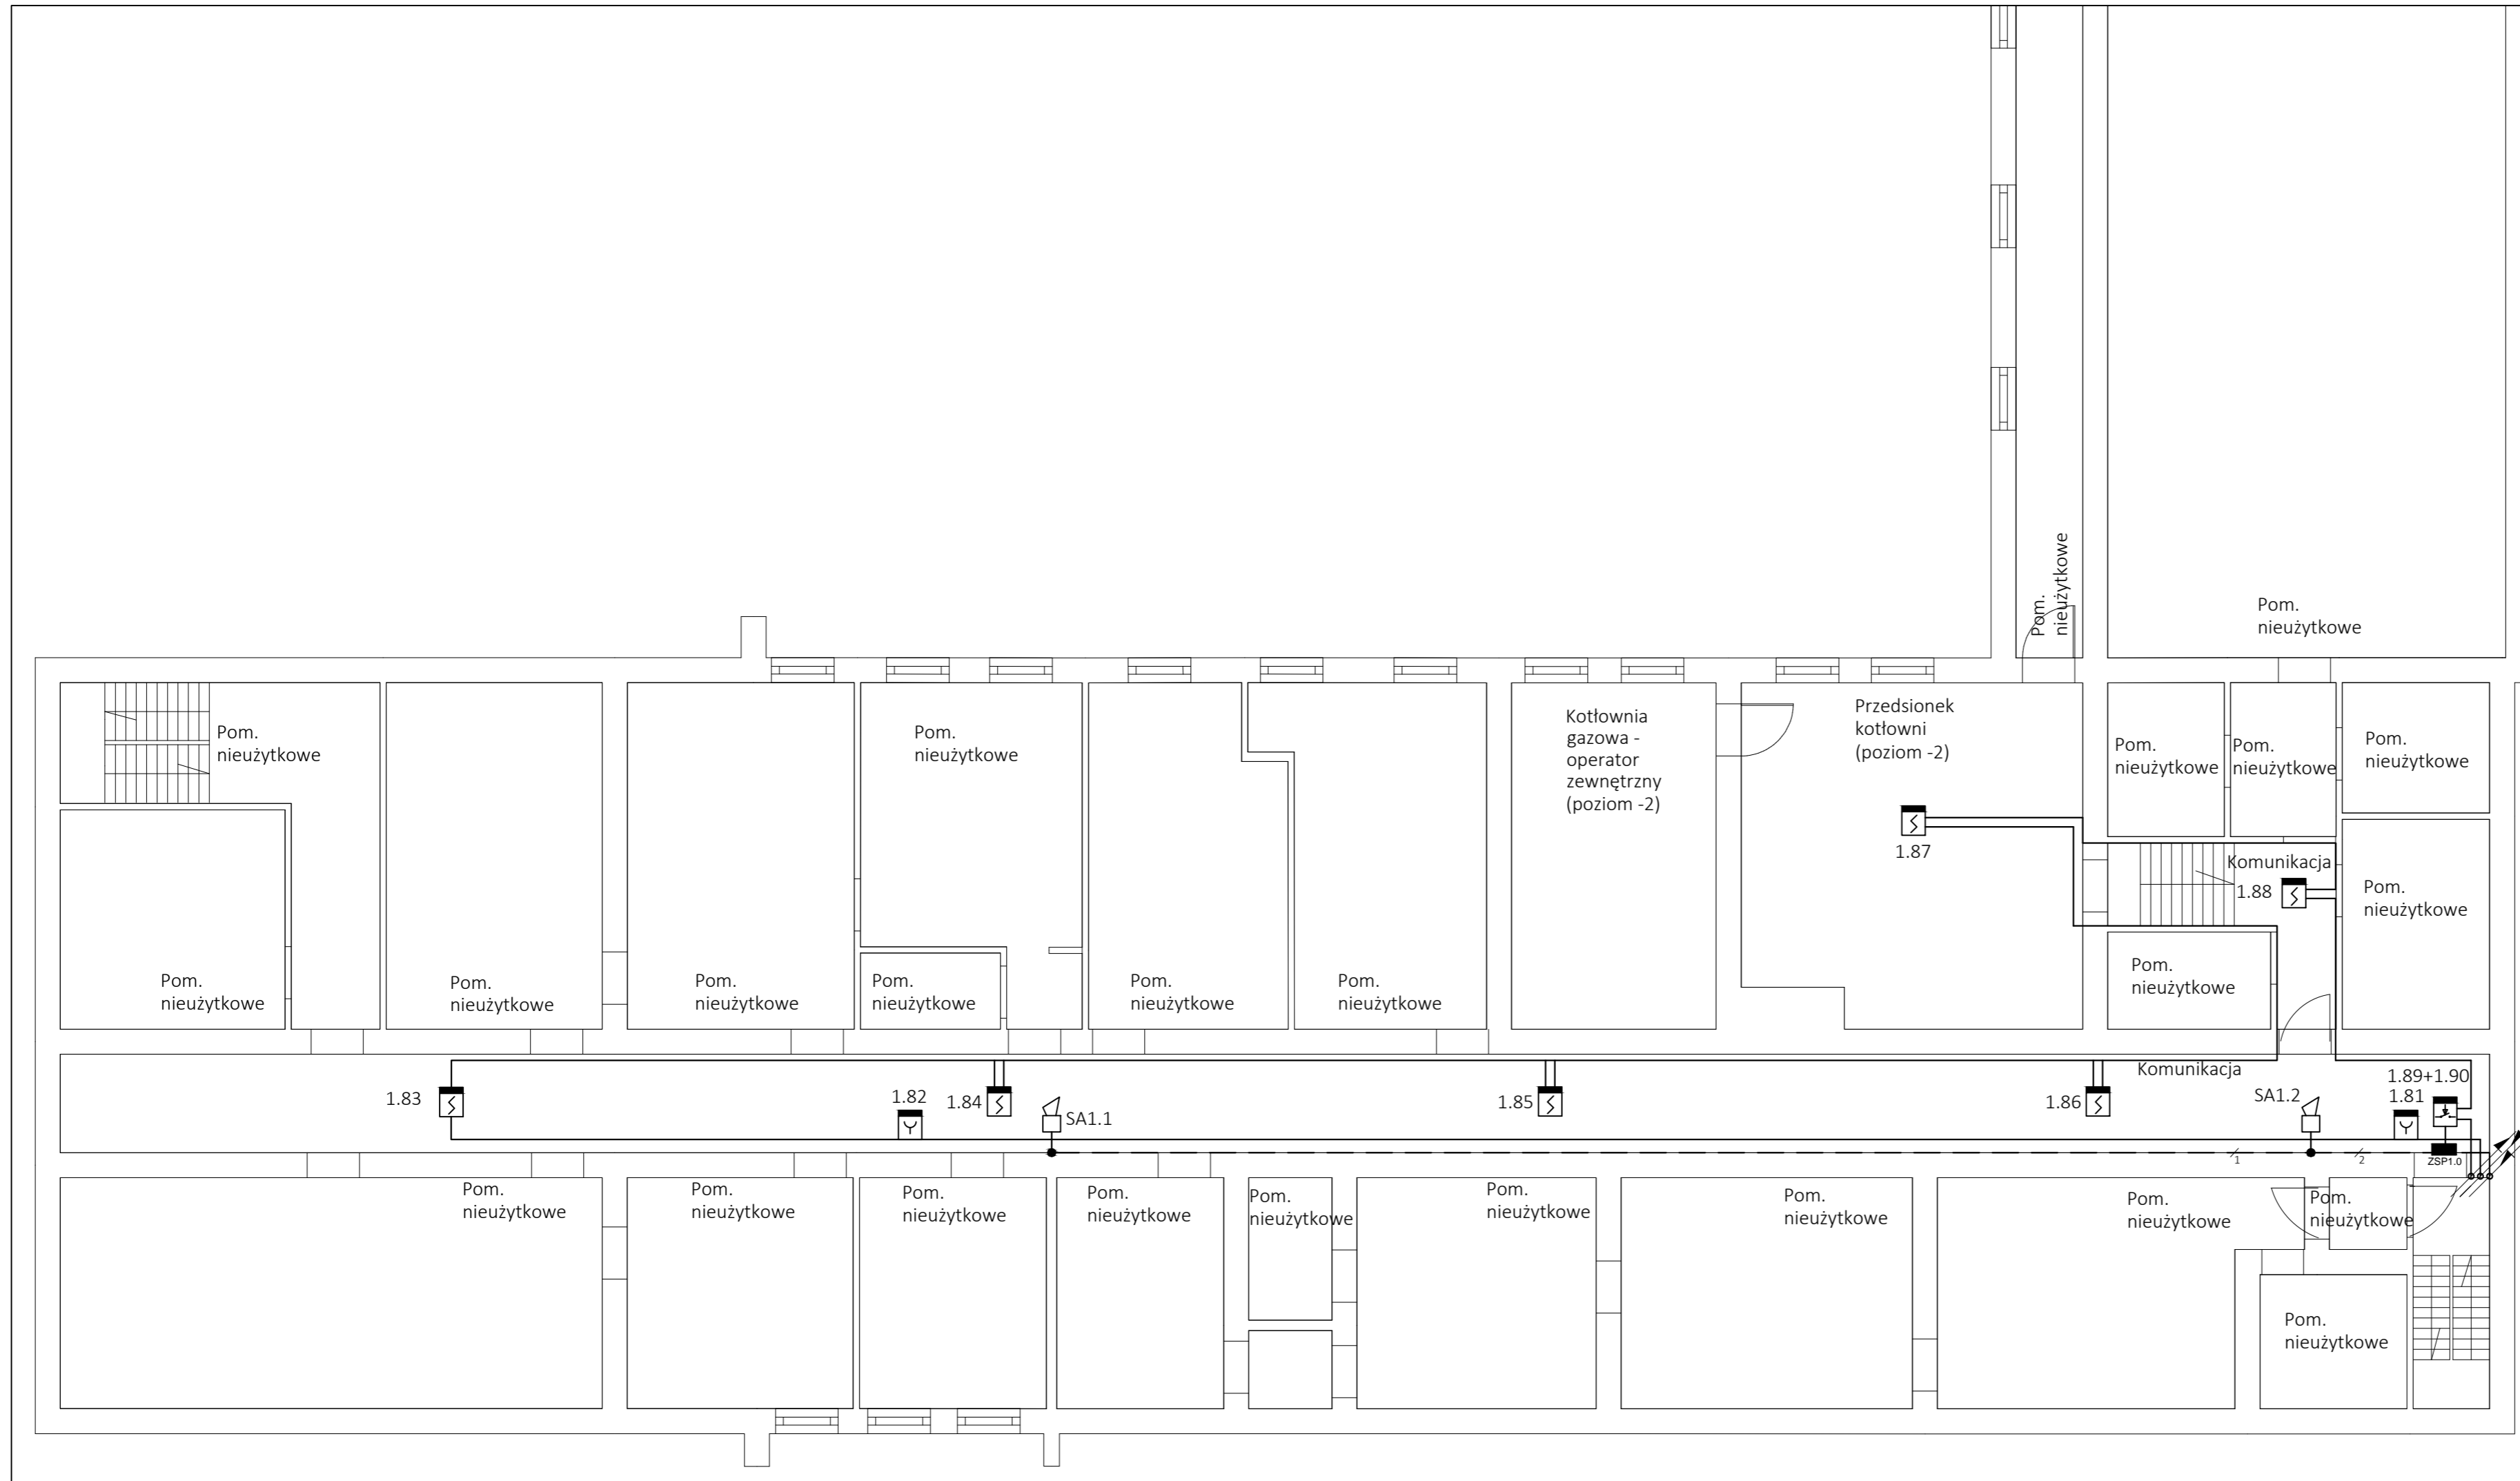 Pom.
nieużytkowe
Pom.
nieużytkowe
Pom.
nieużytkowe
Pom.
nieużytkowe
Kotłownia
gazowa -
operator
zewnętrzny
(poziom -2)
Przedsionek
kotłowni
(poziom -2)
Pom.
nieużytkowe
Pom.
nieużytkowe
Pom.
nieużytkowe
1.87
Komunikacja
1.88
Pom.
nieużytkowe
Pom.
nieużytkowe
Pom.
nieużytkowe
Pom.
nieużytkowe
Pom.
nieużytkowe
Pom.
nieużytkowe
Pom.
nieużytkowe
Pom.
nieużytkowe
Komunikacja
1.83
1.82
1.84
SA1.1
1.85
1.86
SA1.2
1.89+1.90
1.81
1
2
ZSP1.0
Pom.
nieużytkowe
Pom.
nieużytkowe
Pom.
nieużytkowe
Pom.
nieużytkowe
Pom.
nieużytkowe
Pom.
nieużytkowe
Pom.
nieużytkowe
Pom.
nieużytkowe
Pom.
nieużytkowe
Pom.
nieużytkowe